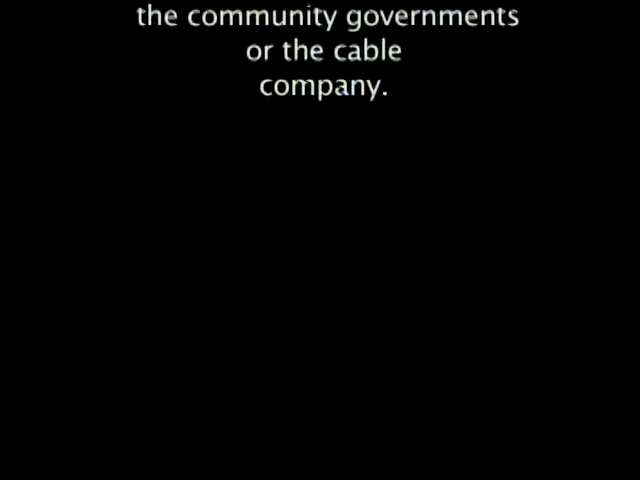 the community governments
or the cable
company.